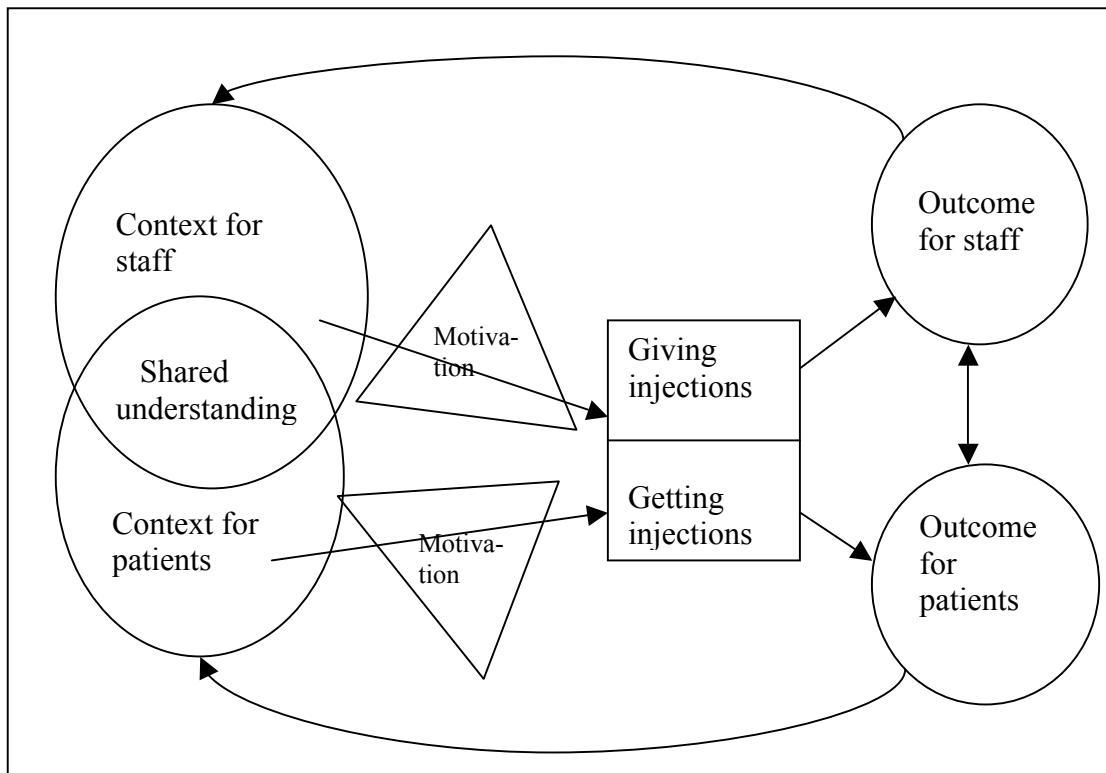 Context for
staff
Shared
understanding
Context for
patients
Motiva-
tion
Motiva-
tion
Giving
injections
Getting
injections
Outcome
for staff
Outcome
for
patients